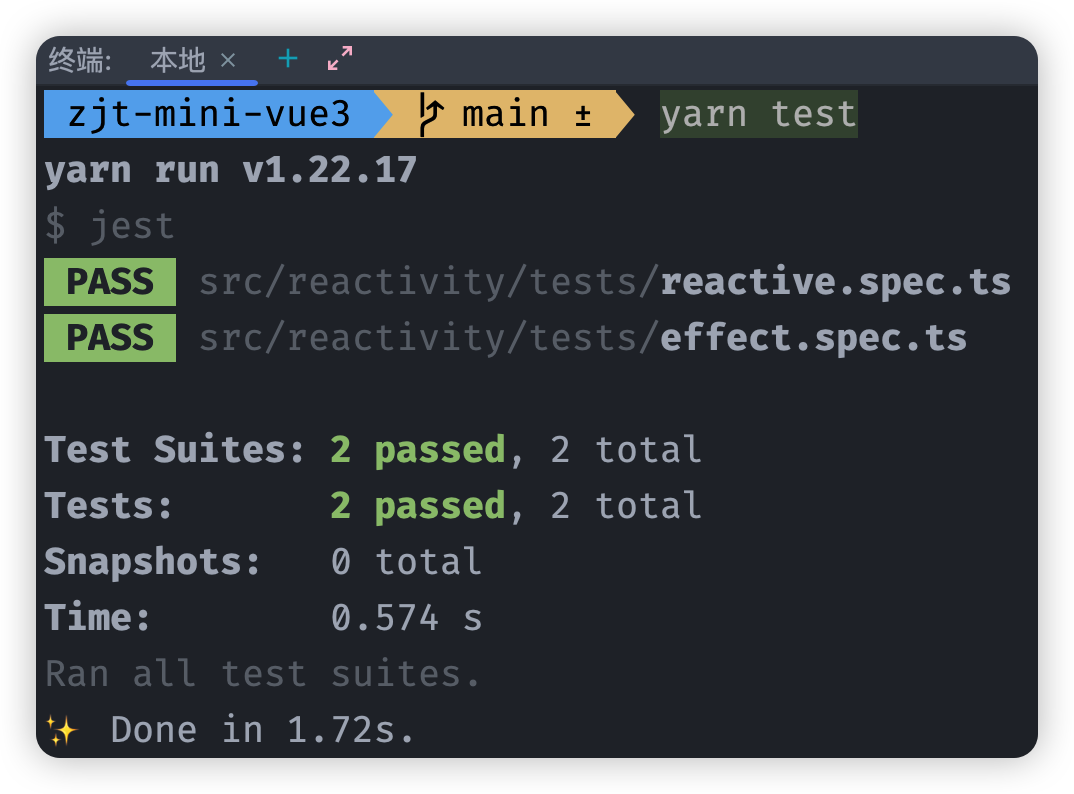 终端: 本地 × +
zjt-mini-vue3 main ± yarn test
yarn run v1.22.17
$ jest
PASS src/reactivity/tests/reactive.spec.ts
PASS src/reactivity/tests/effect.spec.ts
Test Suites: 2 passed, 2 total
Tests: 2 passed, 2 total
Snapshots: 0 total
Time: 0.574 s
Ran all test suites.
✨ Done in 1.72s.